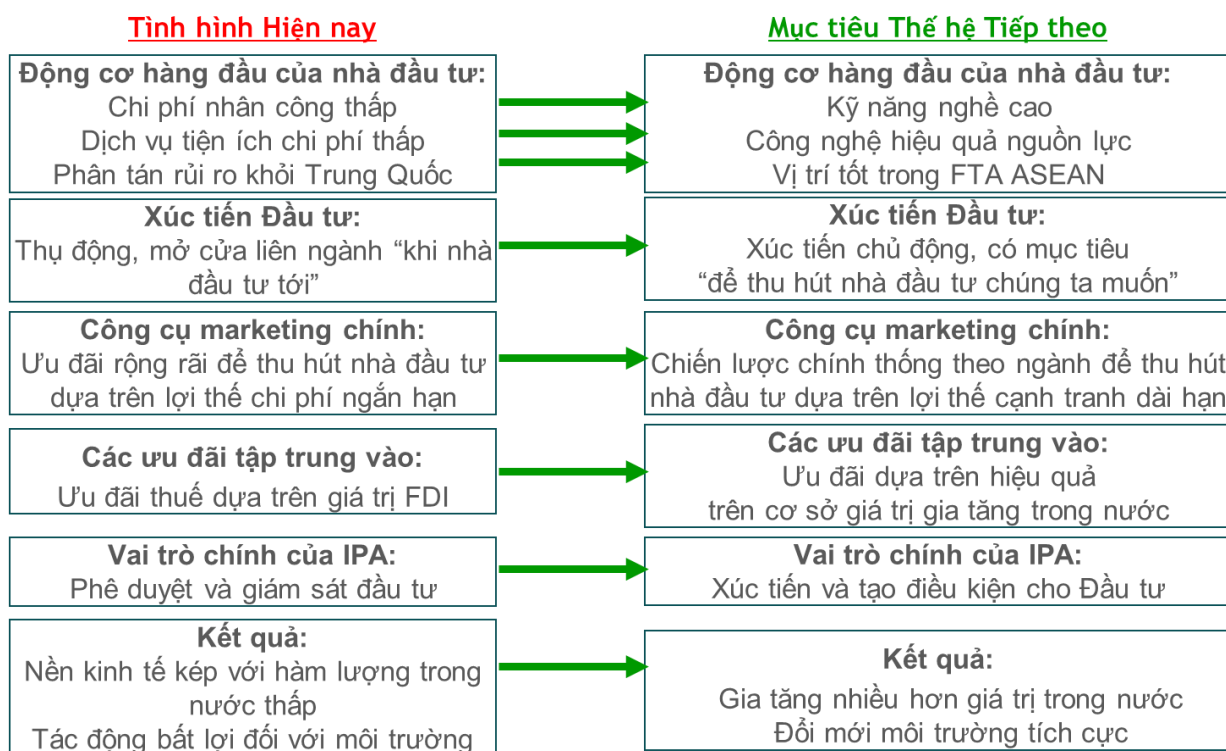 Tình hình Hiện nay
Mục tiêu Thế hệ Tiếp theo
Động cơ hàng đầu của nhà đầu tư:
Chi phí nhân công thấp
Dịch vụ tiện ích chi phí thấp
Phân tán rủi ro khỏi Trung Quốc
Động cơ hàng đầu của nhà đầu tư:
Kỹ năng nghề cao
Công nghệ hiệu quả nguồn lực
Vị trí tốt trong FTA ASEAN
Xúc tiến Đầu tư:
Thụ động, mở cửa liên ngành “khi nhà
đầu tư tới”
Xúc tiến Đầu tư:
Xúc tiến chủ động, có mục tiêu
“để thu hút nhà đầu tư chúng ta muốn”
Công cụ marketing chính:
Ưu đãi rộng rãi để thu hút nhà đầu tư
dựa trên lợi thế chi phí ngắn hạn
Công cụ marketing chính:
Chiến lược chính thống theo ngành để thu hút
nhà đầu tư dựa trên lợi thế cạnh tranh dài hạn
Các ưu đãi tập trung vào:
Ưu đãi thuế dựa trên giá trị FDI
Các ưu đãi tập trung vào:
Ưu đãi dựa trên hiệu quả
trên cơ sở giá trị gia tăng trong nước
Vai trò chính của IPA:
Phê duyệt và giám sát đầu tư
Vai trò chính của IPA:
Xúc tiến và tạo điều kiện cho Đầu tư
Kết quả:
Nền kinh tế kép với hàm lượng trong
nước thấp
Tác động bất lợi đối với môi trường
Kết quả:
Gia tăng nhiều hơn giá trị trong nước
Đổi mới môi trường tích cực